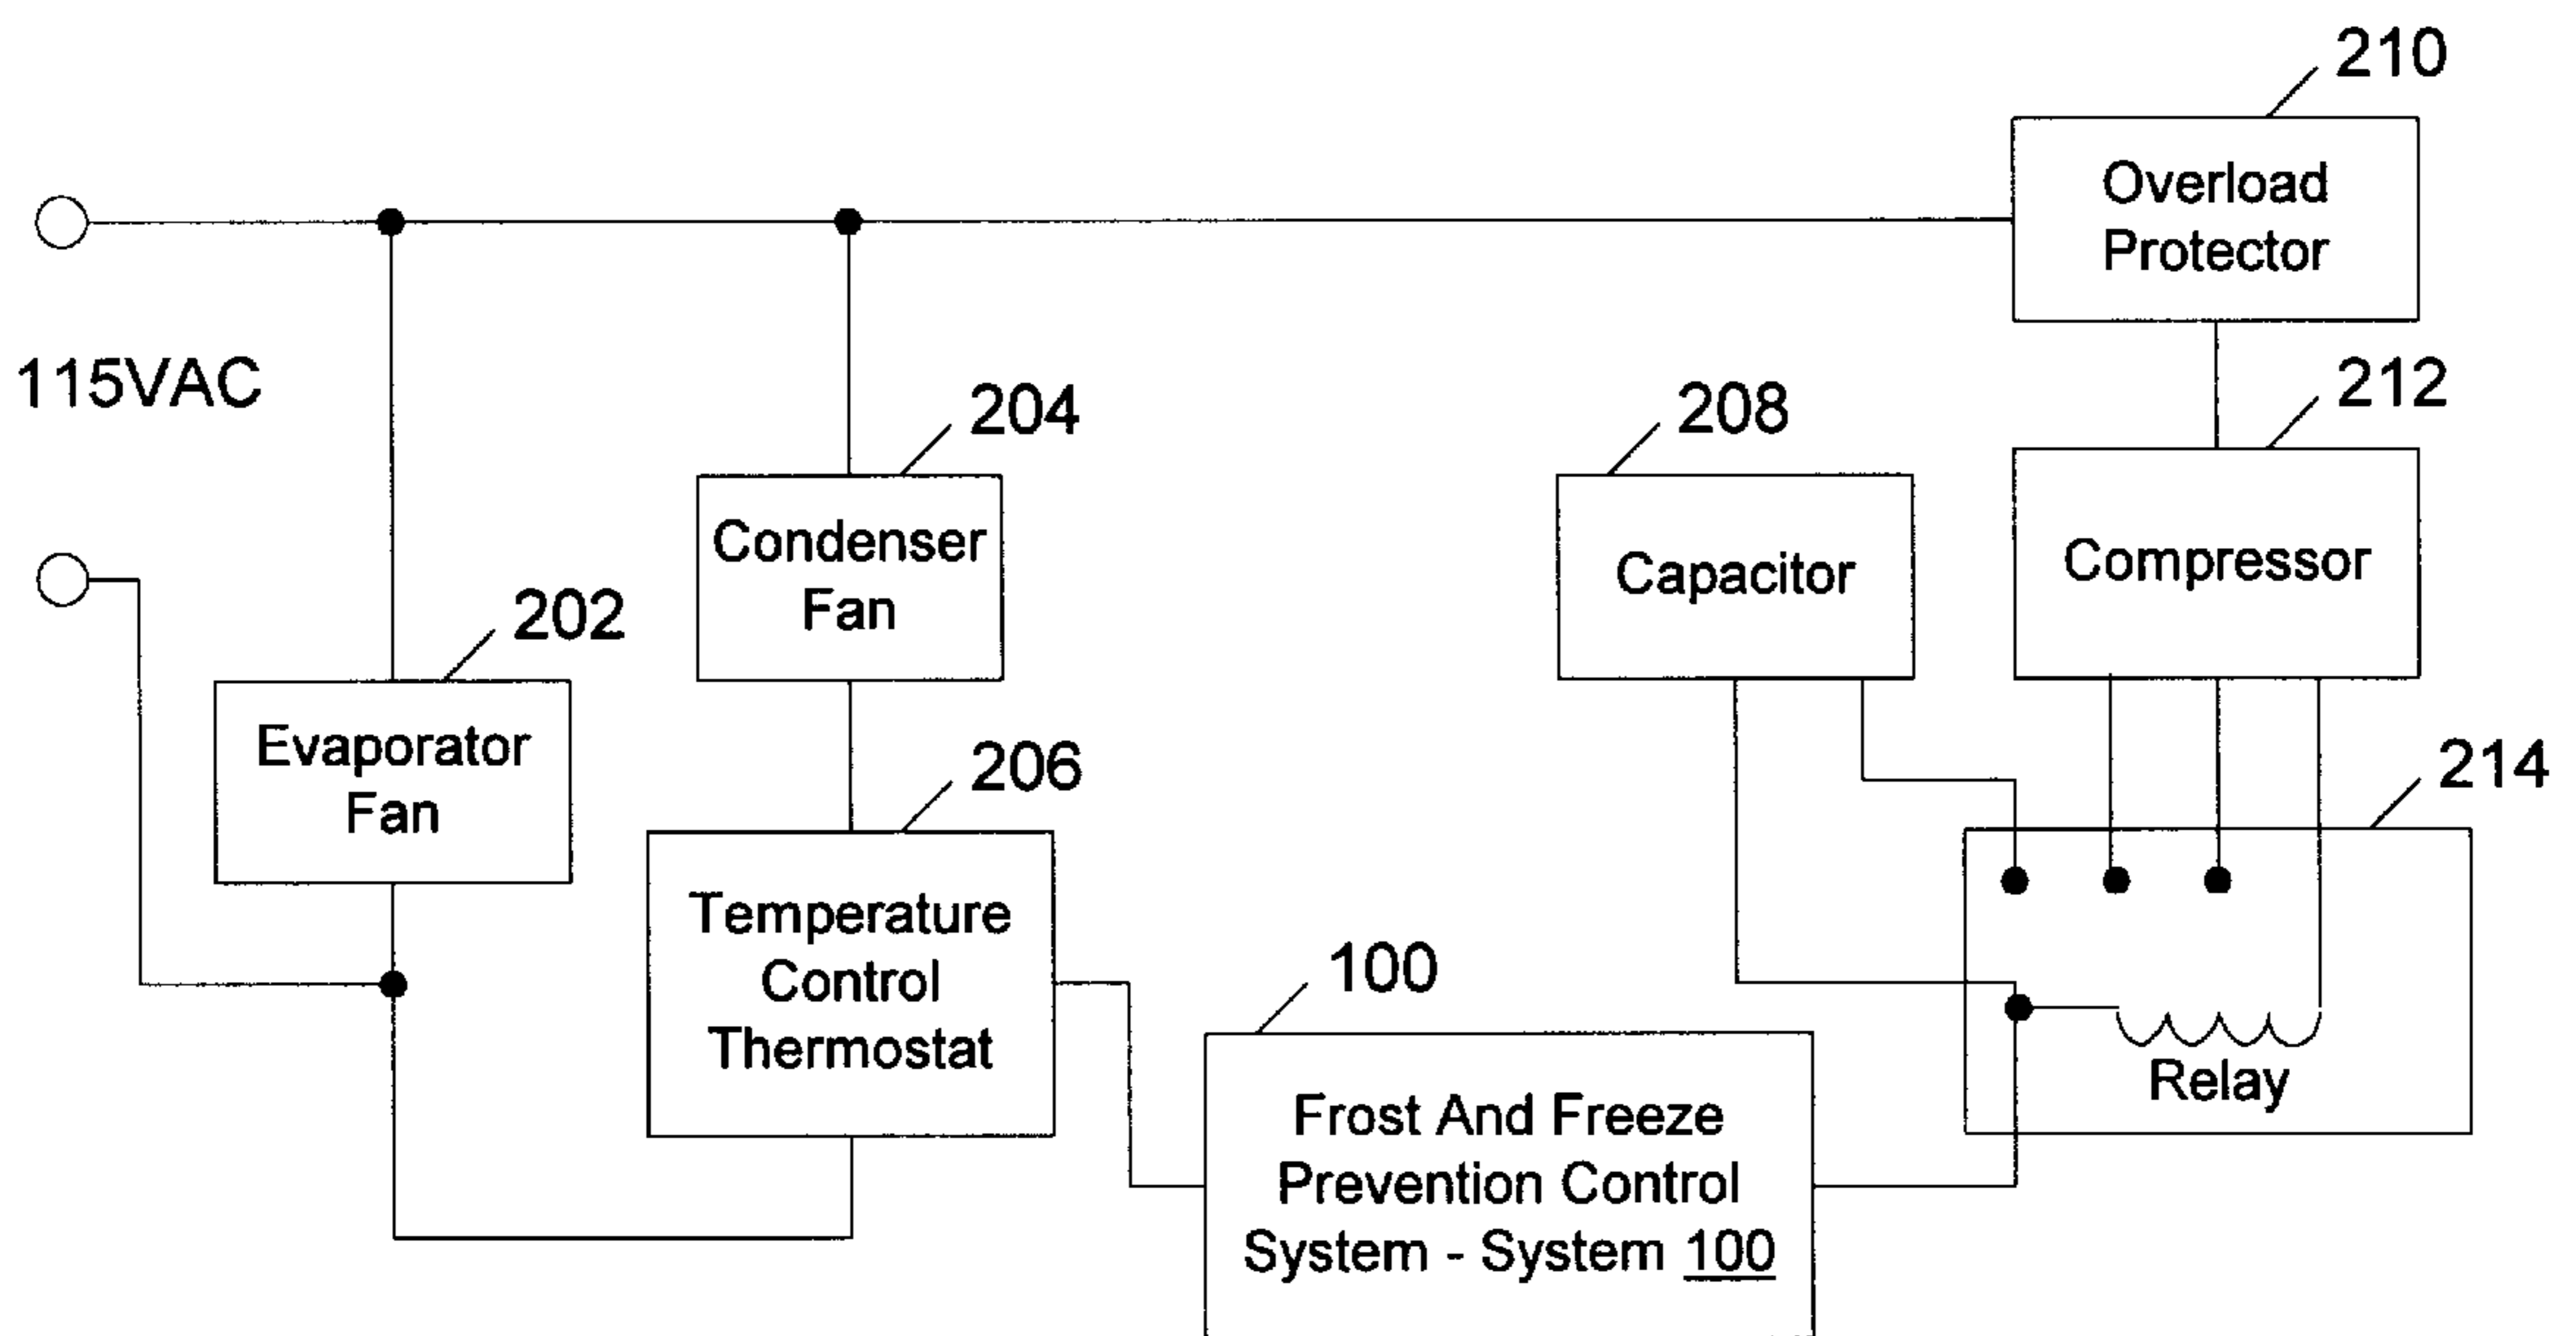 210
Overload
Protector
115VAC
204
208
212
Condenser
Fan
Capacitor
Compressor
202
Evaporator
Fan
206
214
Temperature
Control
Thermostat
100
Relay
Frost And Freeze
Prevention Control
System - System 100